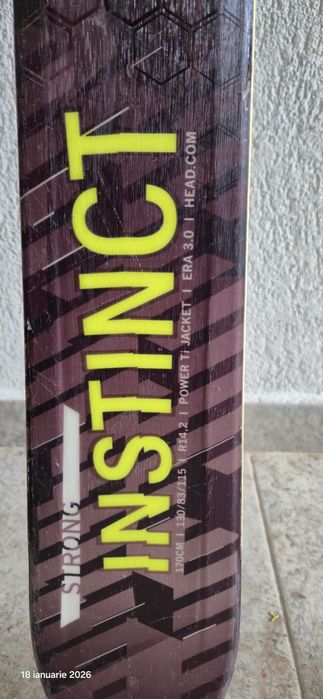 STRONG
INSTINCT
170CM I 130/83/115 I R14.2 I POWER Ti JACKET I ERA 3.0 I HEAD.COM
18 ianuarie 2026